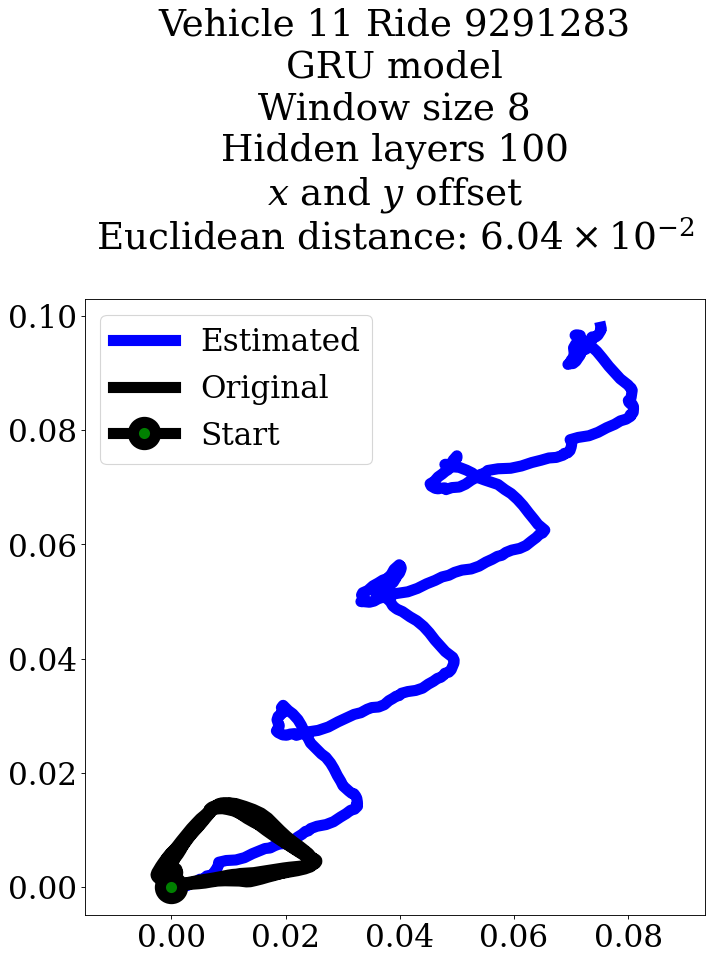 Vehicle 11 Ride 9291283
GRU model
Window size 8
Hidden layers 100
x and y offset
Euclidean distance: 6.04 × 10⁻²
Estimated
Original
Start
0.10
0.08
0.06
0.04
0.02
0.00
0.00 0.02 0.04 0.06 0.08